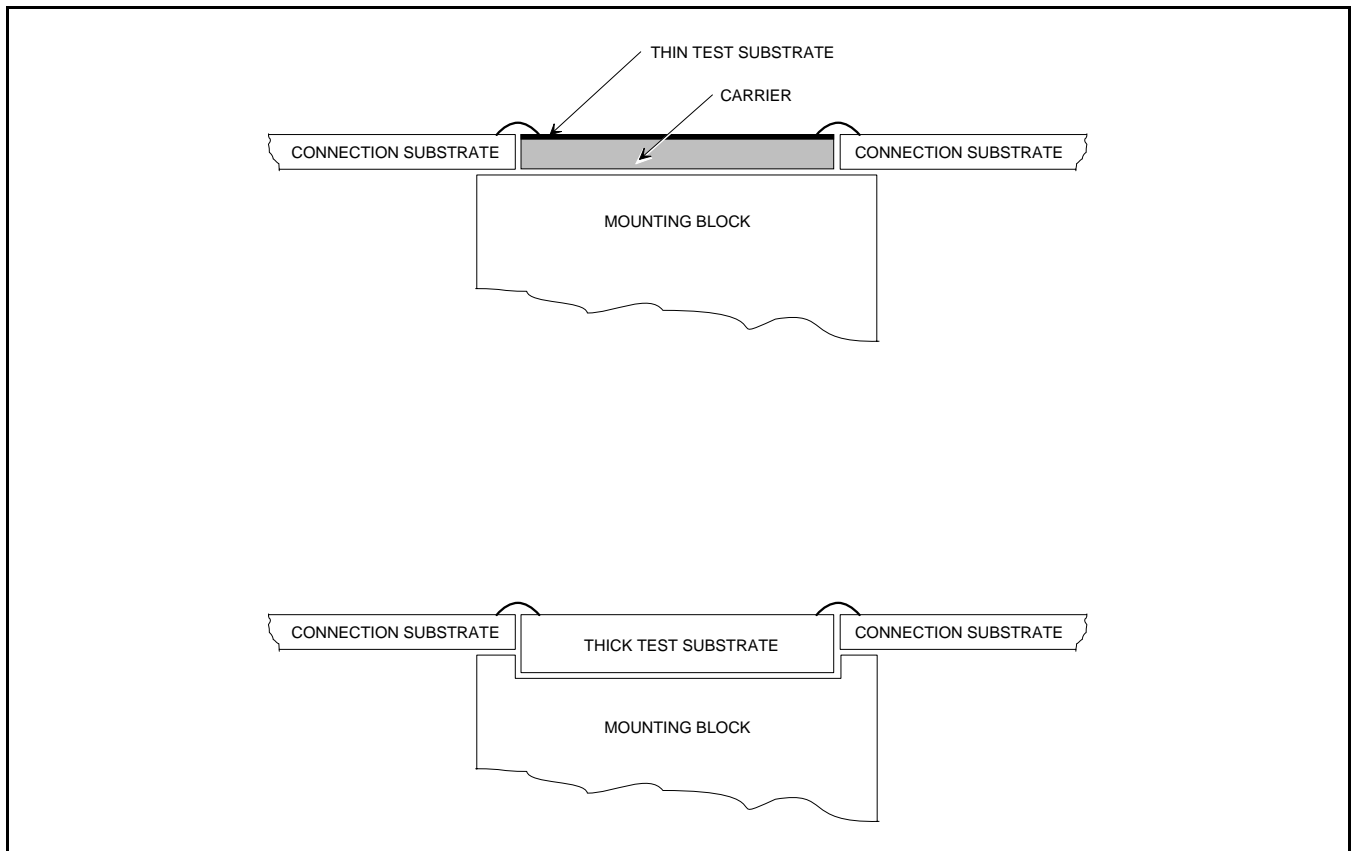 THIN TEST SUBSTRATE
CARRIER
CONNECTION SUBSTRATE
CONNECTION SUBSTRATE
MOUNTING BLOCK
CONNECTION SUBSTRATE
THICK TEST SUBSTRATE
CONNECTION SUBSTRATE
MOUNTING BLOCK